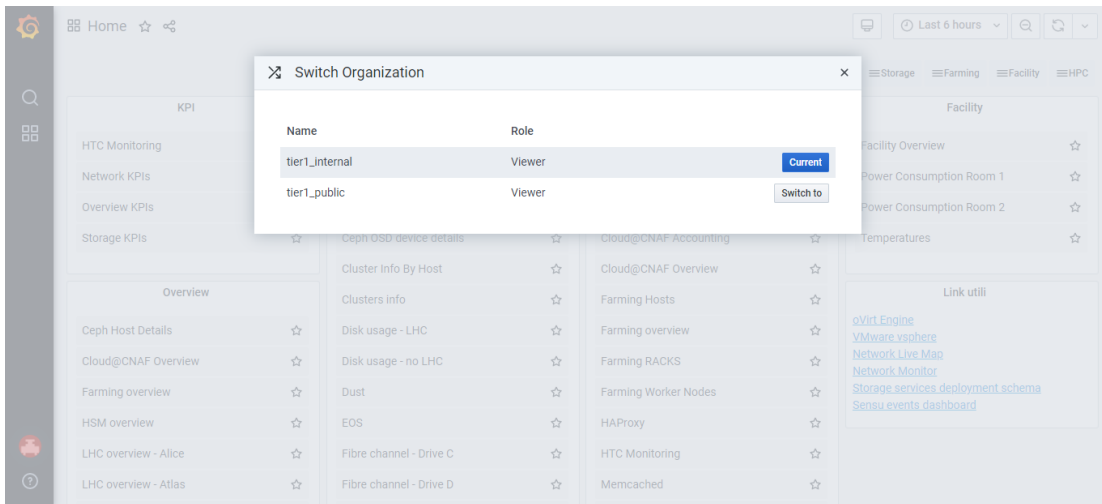 Home
Last 6 hours
Switch Organization
Storage
Farming
Facility
HPC
Name Role
tier1_internal Viewer Current
tier1_public Viewer Switch to
KPI
HTC Monitoring
Network KPIs
Overview KPIs
Storage KPIs
Overview
Ceph Host Details
Cloud@CNAF Overview
Farming overview
HSM overview
LHC overview - Alice
LHC overview - Atlas
Ceph OSD device details
Cluster Info By Host
Clusters info
Disk usage - LHC
Disk usage - no LHC
Dust
EOS
Fibre channel - Drive C
Fibre channel - Drive D
Cloud@CNAF Accounting
Cloud@CNAF Overview
Farming Hosts
Farming overview
Farming RACKS
Farming Worker Nodes
HAProxy
HTC Monitoring
Memcached
Facility
Facility Overview
Power Consumption Room 1
Power Consumption Room 2
Temperatures
Link utili
oVirt Engine
VMware vsphere
Network Live Map
Network Monitor
Storage services deployment schema
Sensu events dashboard